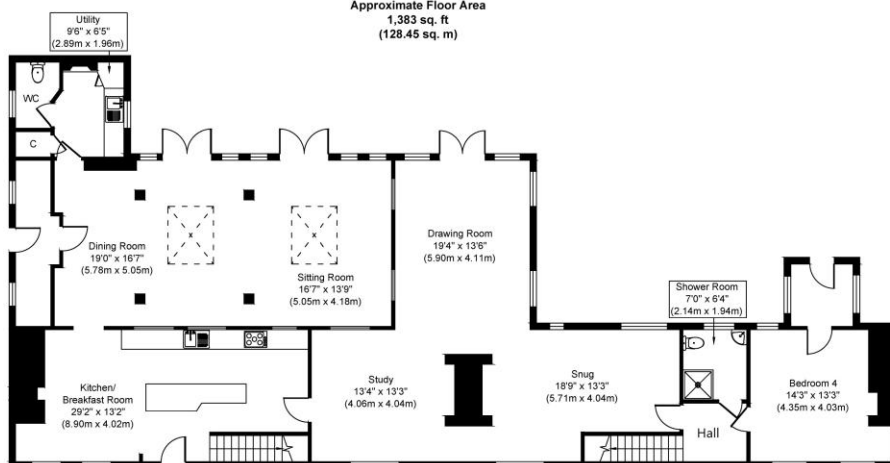 Approximate Floor Area
1,383 sq. ft
(128.45 sq. m)
Utility
9'6" x 6'5"
(2.89m x 1.96m)
WC
C
Dining Room
19'0" x 16'7"
(5.78m x 5.05m)
x
x
Sitting Room
16'7" x 13'9"
(5.05m x 4.18m)
Drawing Room
19'4" x 13'6"
(5.90m x 4.11m)
Shower Room
7'0" x 6'4"
(2.14m x 1.94m)
Kitchen/
Breakfast Room
29'2" x 13'2"
(8.90m x 4.02m)
Study
13'4" x 13'3"
(4.06m x 4.04m)
Snug
18'9" x 13'3"
(5.71m x 4.04m)
Hall
Bedroom 4
14'3" x 13'3"
(4.35m x 4.03m)